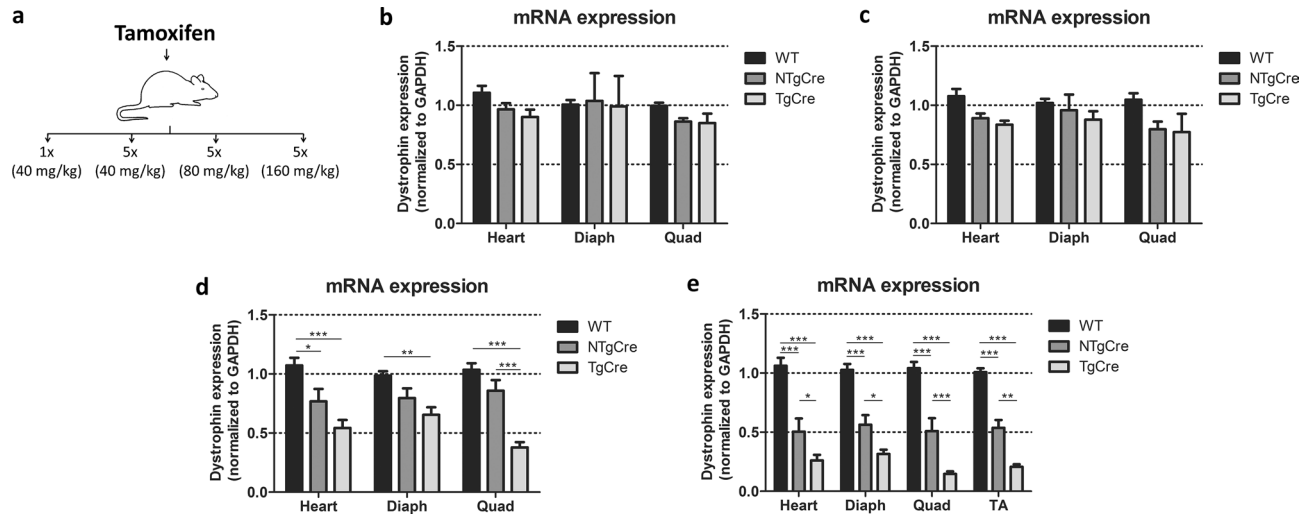 a
Tamoxifen
1x
(40 mg/kg)
5x
(40 mg/kg)
5x
(80 mg/kg)
5x
(160 mg/kg)
b
mRNA expression
Dystrophin expression
(normalized to GAPDH)
1.5
1.0
0.5
0.0
Heart
Diaph
Quad
WT
NTgCre
TgCre
c
mRNA expression
Dystrophin expression
(normalized to GAPDH)
1.5
1.0
0.5
0.0
Heart
Diaph
Quad
WT
NTgCre
TgCre
d
mRNA expression
Dystrophin expression
(normalized to GAPDH)
1.5
1.0
0.5
0.0
***
*
**
***
***
Heart
Diaph
Quad
WT
NTgCre
TgCre
e
mRNA expression
Dystrophin expression
(normalized to GAPDH)
1.5
1.0
0.5
0.0
***
***
*
***
***
*
***
***
***
***
***
**
Heart
Diaph
Quad
TA
WT
NTgCre
TgCre